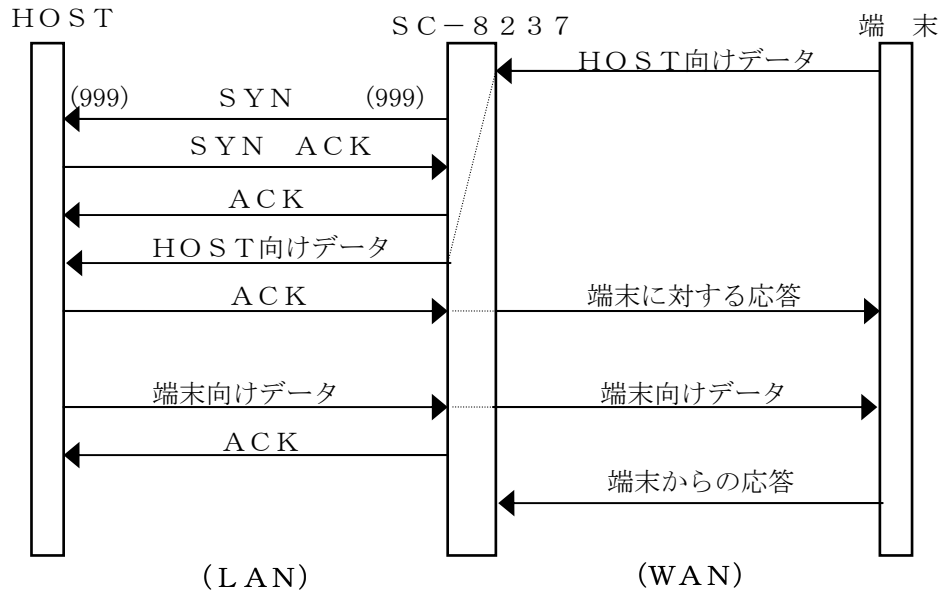 HOST
SC-8237
端　末
HOST向けデータ
(999)　SYN　(999)
SYN　ACK
ACK
HOST向けデータ
ACK
端末に対する応答
端末向けデータ
端末向けデータ
ACK
端末からの応答
(LAN)
(WAN)